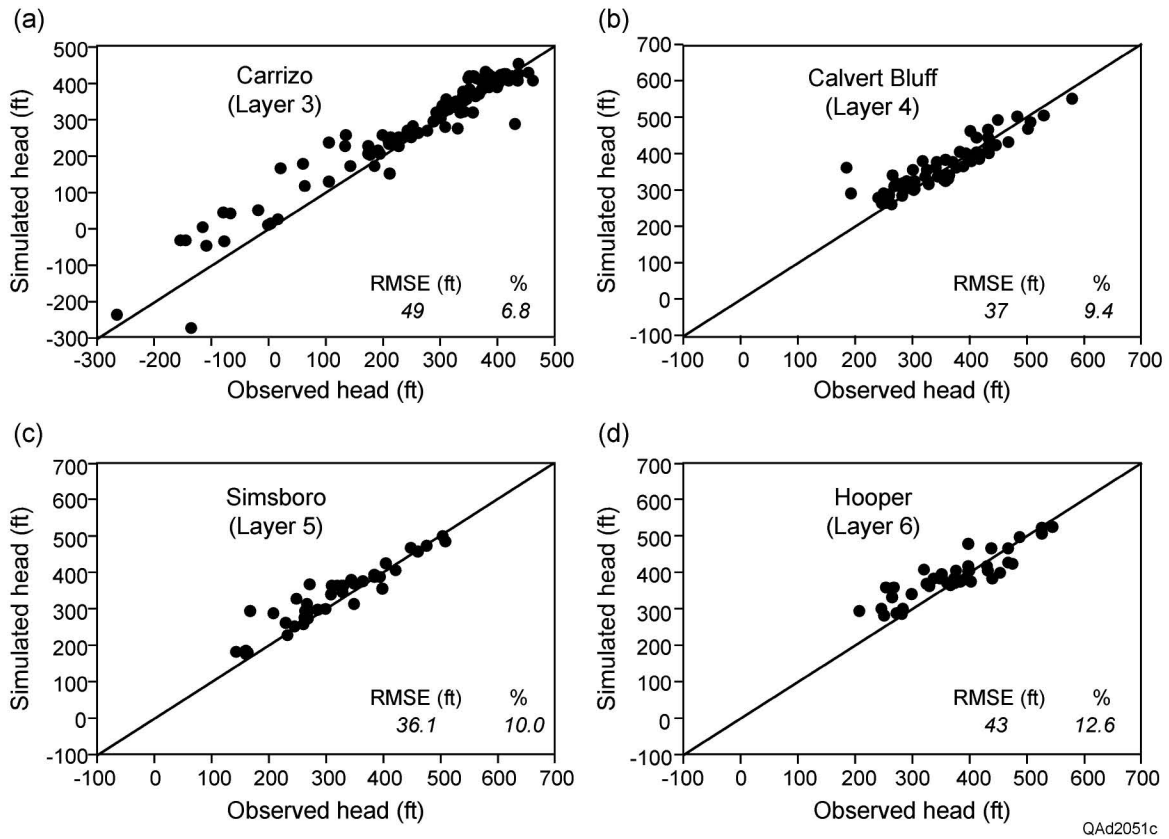 (a)
Carrizo
(Layer 3)
Simulated head (ft)
500
400
300
200
100
0
-100
-200
-300
RMSE (ft) %
49 6.8
-300 -200 -100 0 100 200 300 400 500
Observed head (ft)
(b)
Calvert Bluff
(Layer 4)
Simulated head (ft)
700
600
500
400
300
200
100
0
-100
RMSE (ft) %
37 9.4
-100 0 100 200 300 400 500 600 700
Observed head (ft)
(c)
Simsboro
(Layer 5)
Simulated head (ft)
700
600
500
400
300
200
100
0
-100
RMSE (ft) %
36.1 10.0
-100 0 100 200 300 400 500 600 700
Observed head (ft)
(d)
Hooper
(Layer 6)
Simulated head (ft)
700
600
500
400
300
200
100
0
-100
RMSE (ft) %
43 12.6
-100 0 100 200 300 400 500 600 700
Observed head (ft)
QAd2051c